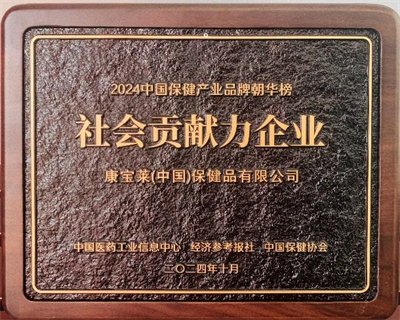 2024中国保健产业品牌朝华榜
社会贡献力企业
康宝莱(中国)保健品有限公司
中国医药工业信息中心 经济参考报社 中国保健协会
二〇二四年十月